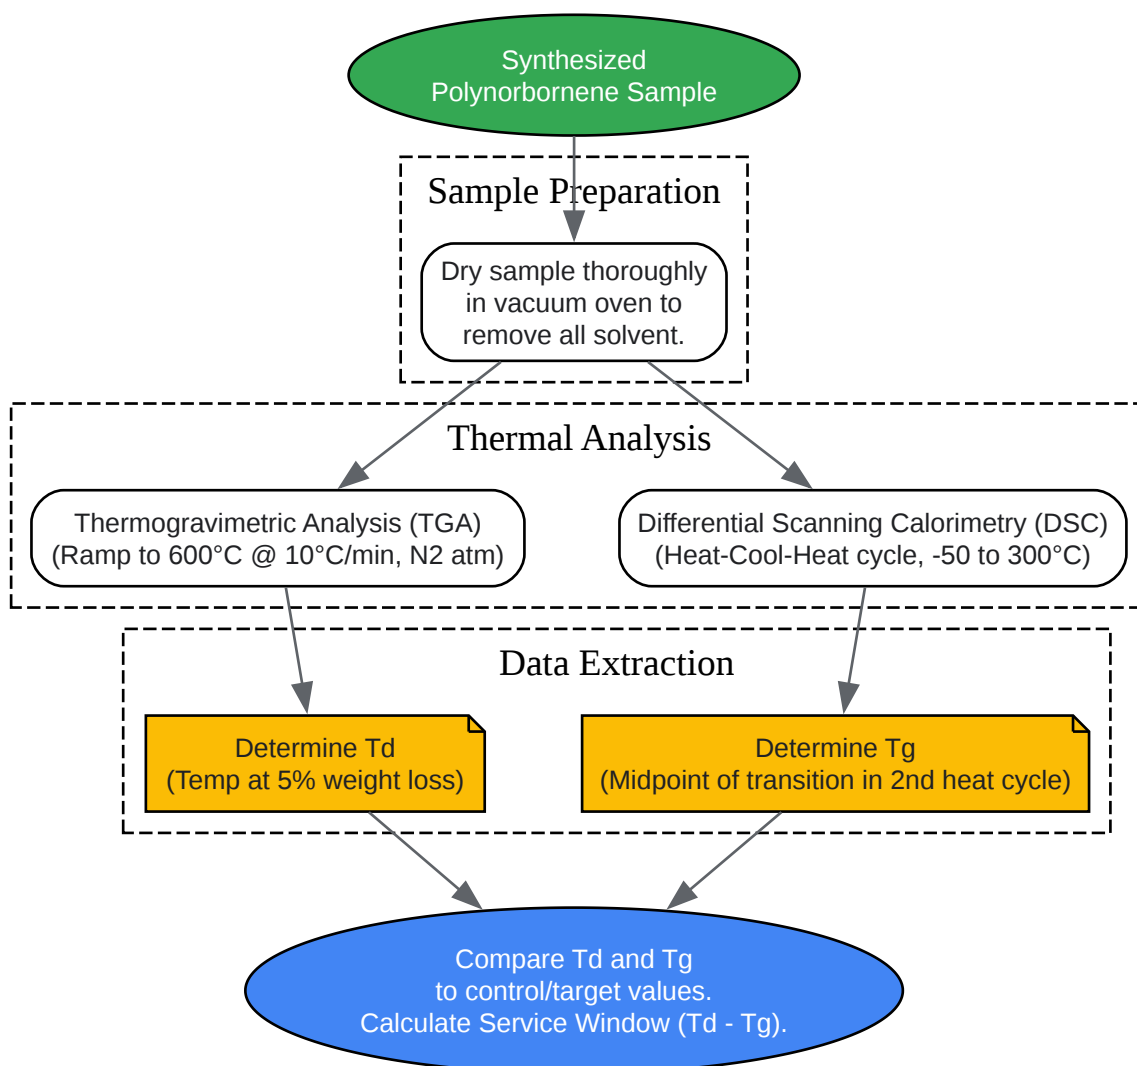 Synthesized
Polynorbornene Sample
Sample Preparation
Dry sample thoroughly
in vacuum oven to
remove all solvent.
Thermal Analysis
Thermogravimetric Analysis (TGA)
(Ramp to 600°C @ 10°C/min, N2 atm)
Differential Scanning Calorimetry (DSC)
(Heat-Cool-Heat cycle, -50 to 300°C)
Data Extraction
Determine Td
(Temp at 5% weight loss)
Determine Tg
(Midpoint of transition in 2nd heat cycle)
Compare Td and Tg
to control/target values.
Calculate Service Window (Td - Tg).